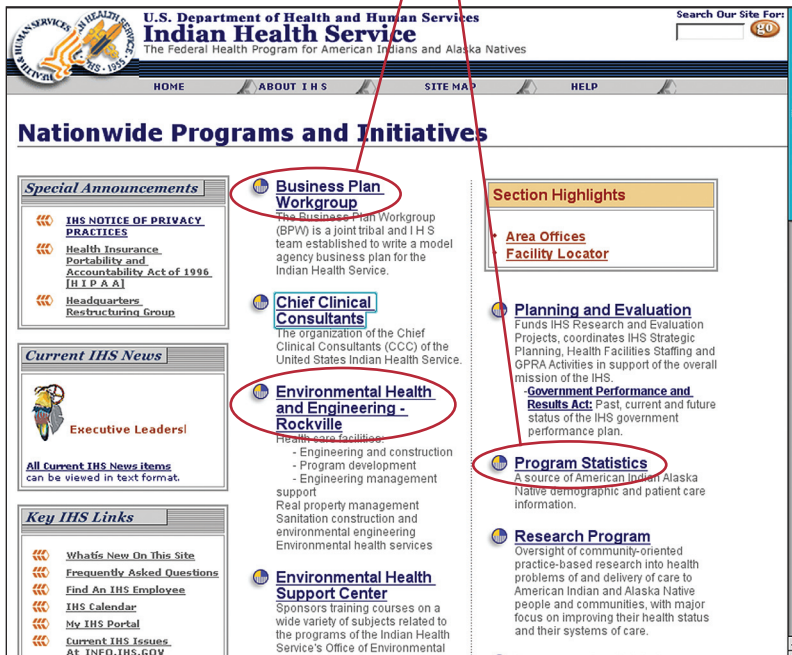 U.S. Department of Health and Human Services
Indian Health Service
The Federal Health Program for American Indians and Alaska Natives
Search Our Site For:
go
HOME
ABOUT I H S
SITE MAP
HELP
Nationwide Programs and Initiatives
Special Announcements
IHS NOTICE OF PRIVACY
PRACTICES
Health Insurance
Portability and
Accountability Act of 1996
[H I P A A]
Headquarters
Restructuring Group
Current IHS News
Executive Leaders!
All Current IHS News items
can be viewed in text format.
Key IHS Links
What's New On This Site
Frequently Asked Questions
Find An IHS Employee
IHS Calendar
My IHS Portal
Current IHS Issues
At INFO.IHS.GOV
Business Plan
Workgroup
The Business Plan Workgroup
(BPW) is a joint tribal and I H S
team established to write a model
agency business plan for the
Indian Health Service.
Chief Clinical
Consultants
The organization of the Chief
Clinical Consultants (CCC) of the
United States Indian Health Service.
Environmental Health
and Engineering -
Rockville
Health care facilities:
- Engineering and construction
- Program development
- Engineering management
support
Real property management
Sanitation construction and
environmental engineering
Environmental health services
Environmental Health
Support Center
Sponsors training courses on a
wide variety of subjects related to
the programs of the Indian Health
Service's Office of Environmental
Section Highlights
Area Offices
Facility Locator
Planning and Evaluation
Funds IHS Research and Evaluation
Projects, coordinates IHS Strategic
Planning, Health Facilities Staffing and
GPRA Activities in support of the overall
mission of the IHS.
-Government Performance and
Results Act: Past, current and future
status of the IHS government
performance plan.
Program Statistics
A source of American Indian Alaska
Native demographic and patient care
information.
Research Program
Oversight of community-oriented
practice-based research into health
problems of and delivery of care to
American Indian and Alaska Native
people and communities, with major
focus on improving their health status
and their systems of care.